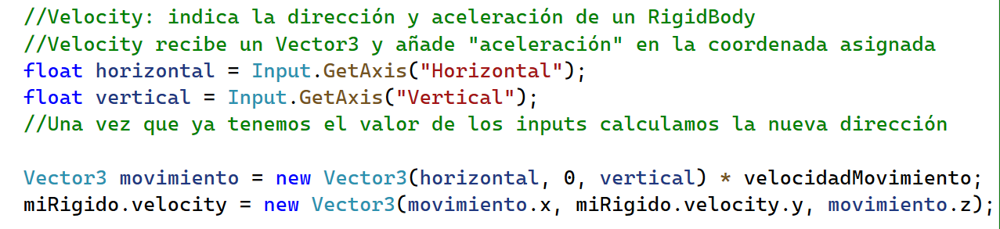 //Velocity: indica la dirección y aceleración de un RigidBody
//Velocity recibe un Vector3 y añade "aceleración" en la coordenada asignada
float horizontal = Input.GetAxis("Horizontal");
float vertical = Input.GetAxis("Vertical");
//Una vez que ya tenemos el valor de los inputs calculamos la nueva dirección
Vector3 movimiento = new Vector3(horizontal, 0, vertical) * velocidadMovimiento;
miRigido.velocity = new Vector3(movimiento.x, miRigido.velocity.y, movimiento.z);